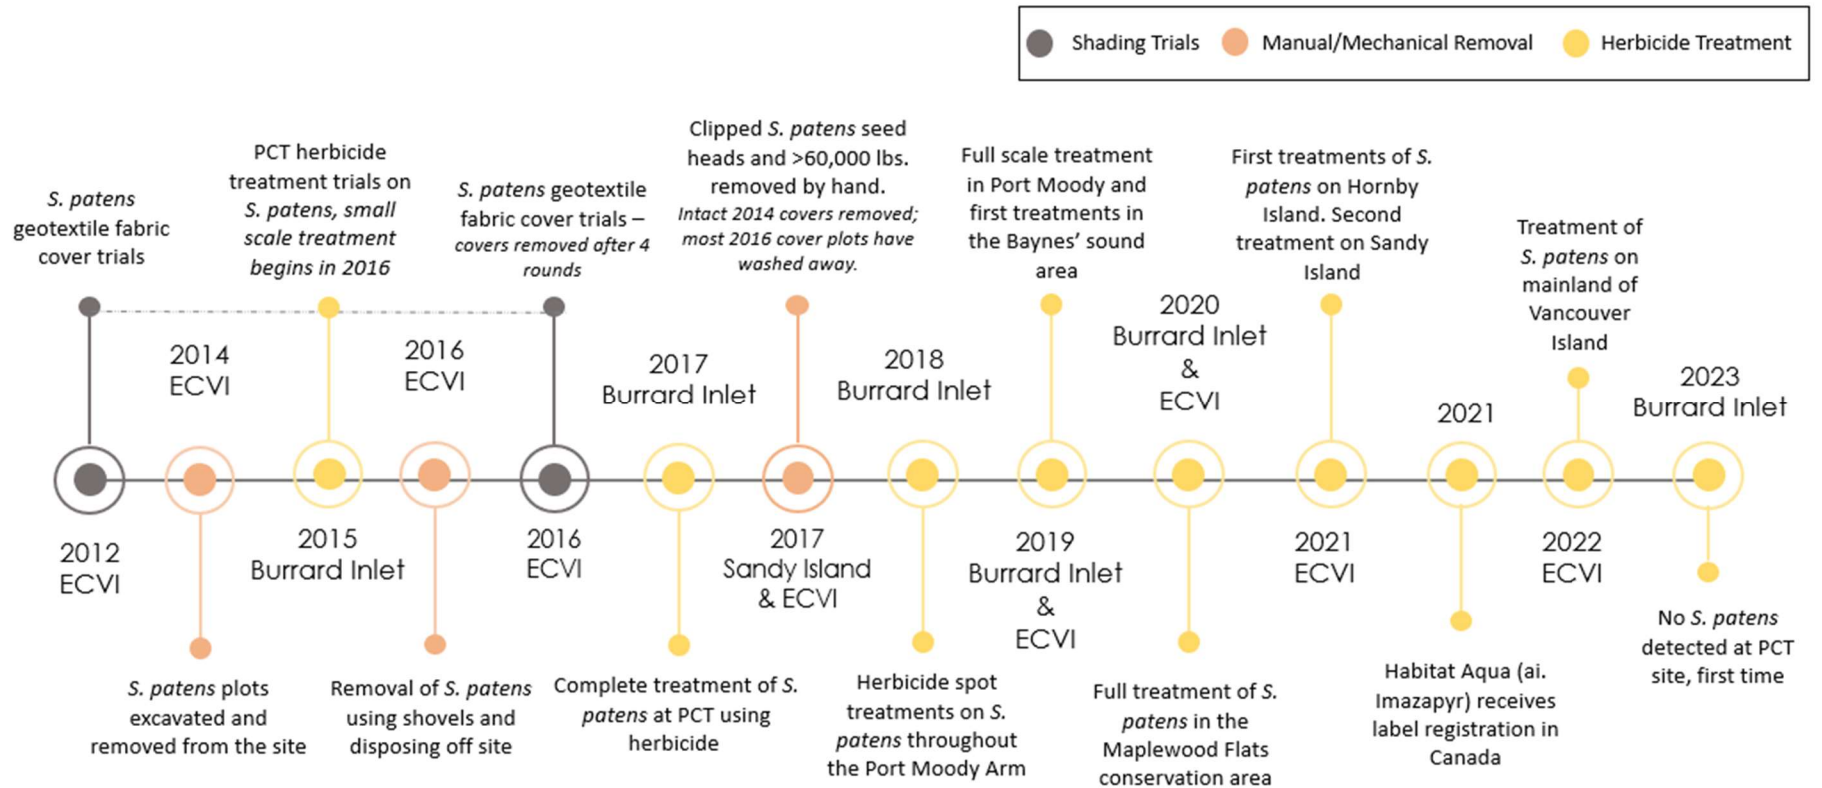 Shading Trials
Manual/Mechanical Removal
Herbicide Treatment
S. patens
geotextile fabric
cover trials
2012
ECVI
2014
ECVI
S. patens plots
excavated and
removed from the site
PCT herbicide
treatment trials on
S. patens, small
scale treatment
begins in 2016
2015
Burrard Inlet
2016
ECVI
Removal of S. patens
using shovels and
disposing off site
S. patens geotextile
fabric cover trials –
covers removed after 4
rounds
2016
ECVI
2017
Burrard Inlet
Complete treatment of S.
patens at PCT using
herbicide
Clipped S. patens seed
heads and >60,000 lbs.
removed by hand.
Intact 2014 covers removed;
most 2016 cover plots have
washed away.
2017
Sandy Island
& ECVI
2018
Burrard Inlet
Herbicide spot
treatments on S.
patens throughout
the Port Moody Arm
Full scale treatment
in Port Moody and
first treatments in
the Baynes’ sound
area
2019
Burrard Inlet
&
ECVI
2020
Burrard Inlet
&
ECVI
Full treatment of S.
patens in the
Maplewood Flats
conservation area
First treatments of S.
patens on Hornby
Island. Second
treatment on Sandy
Island
2021
ECVI
2021
Habitat Aqua (ai.
Imazapyr) receives
label registration in
Canada
Treatment of
S. patens on
mainland of
Vancouver
Island
2022
ECVI
2023
Burrard Inlet
No S. patens
detected at PCT
site, first time